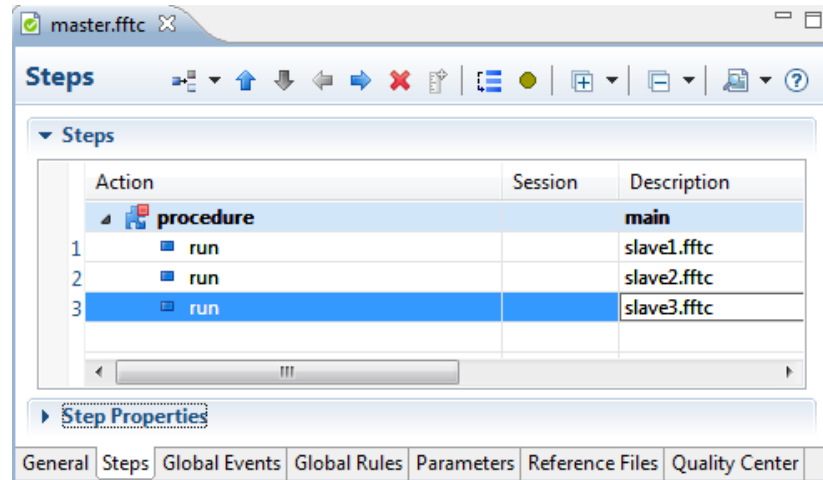 master.fftc
Steps
Steps
Action Session Description
procedure main
1 run slave1.fftc
2 run slave2.fftc
3 run slave3.fftc
Step Properties
General Steps Global Events Global Rules Parameters Reference Files Quality Center